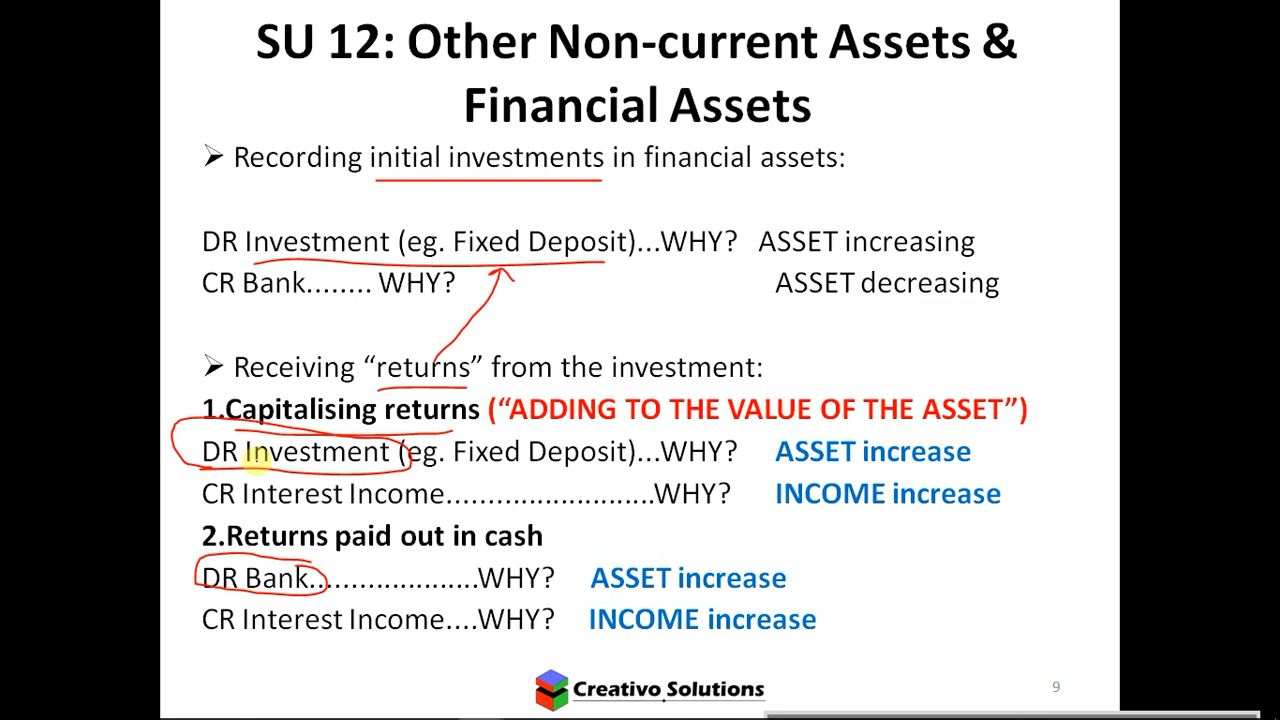 SU 12: Other Non-current Assets &
Financial Assets
➢ Recording initial investments in financial assets:
DR Investment (eg. Fixed Deposit)...WHY? ASSET increasing
CR Bank........ WHY? ASSET decreasing
➢ Receiving “returns” from the investment:
1.Capitalising returns (“ADDING TO THE VALUE OF THE ASSET”)
DR Investment (eg. Fixed Deposit)...WHY? ASSET increase
CR Interest Income..........................WHY? INCOME increase
2.Returns paid out in cash
DR Bank.....................WHY? ASSET increase
CR Interest Income....WHY? INCOME increase
Creativo Solutions
9